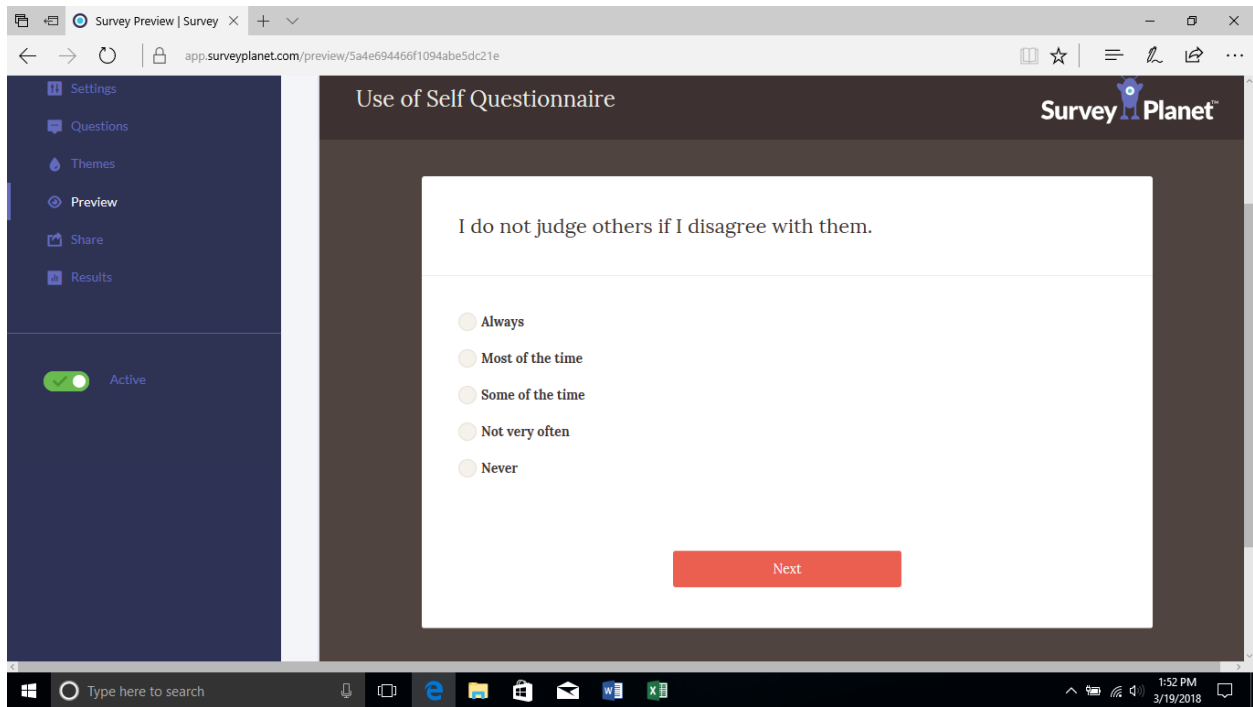 Survey Preview | Survey
app.surveyplanet.com/preview/5a4e694466f1094abe5dc21e
Settings
Questions
Themes
Preview
Share
Results
Active
Use of Self Questionnaire
Survey Planet™
I do not judge others if I disagree with them.
Always
Most of the time
Some of the time
Not very often
Never
Next
Type here to search
1:52 PM
3/19/2018